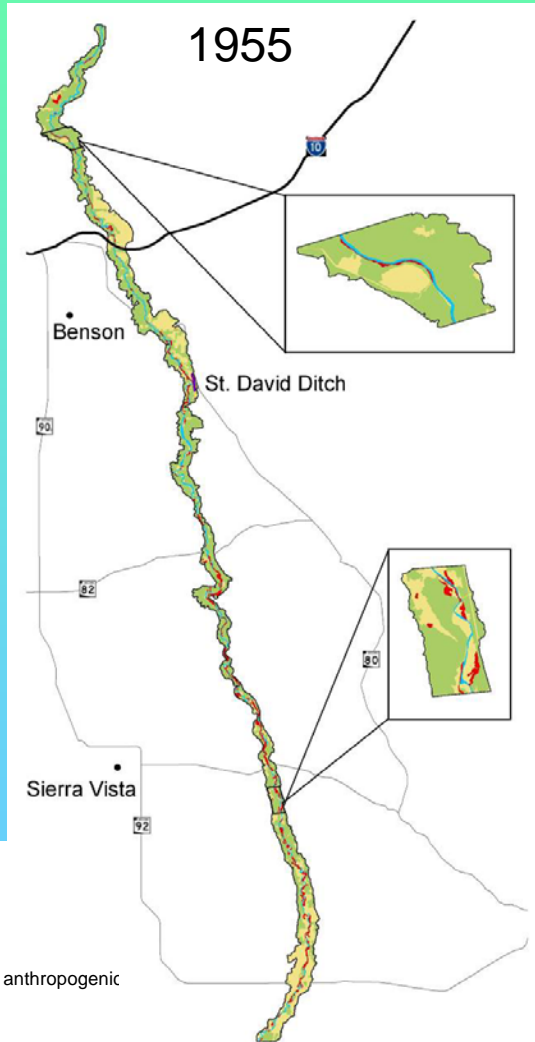 1955
10
Benson
St. David Ditch
90
82
80
Sierra Vista
92
anthropogenic